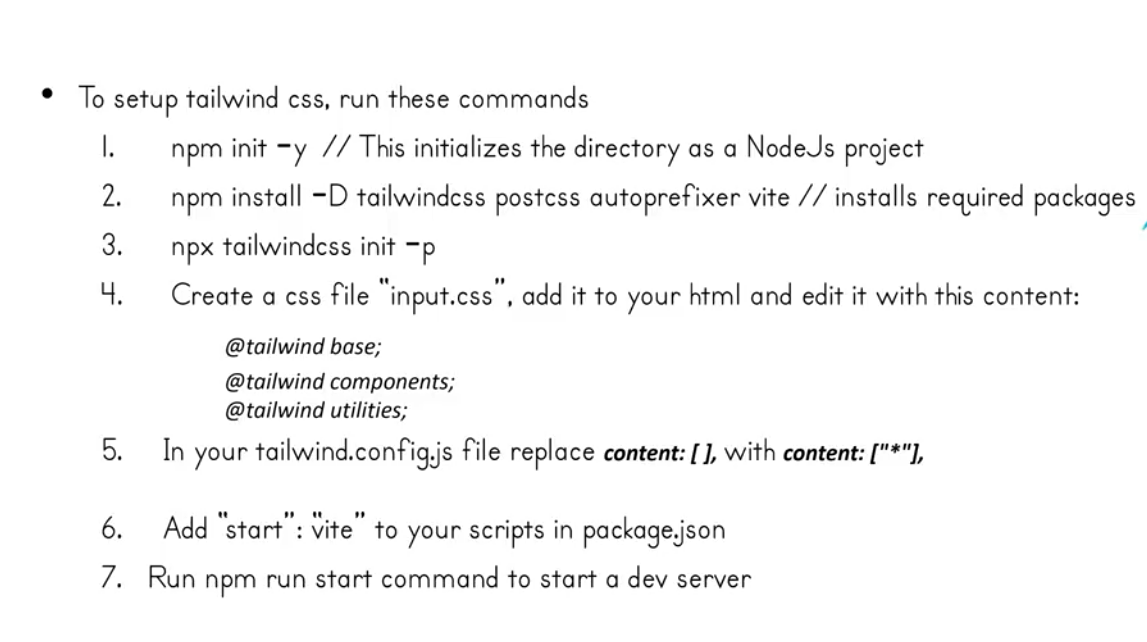 • To setup tailwind css, run these commands
1. npm init -y // This initializes the directory as a NodeJs project
2. npm install -D tailwindcss postcss autoprefixer vite // installs required packages
3. npx tailwindcss init -p
4. Create a css file "input.css", add it to your html and edit it with this content:
@tailwind base;
@tailwind components;
@tailwind utilities;
5. In your tailwind.config.js file replace content: [ ], with content: ["*"],
6. Add "start": "vite" to your scripts in package.json
7. Run npm run start command to start a dev server